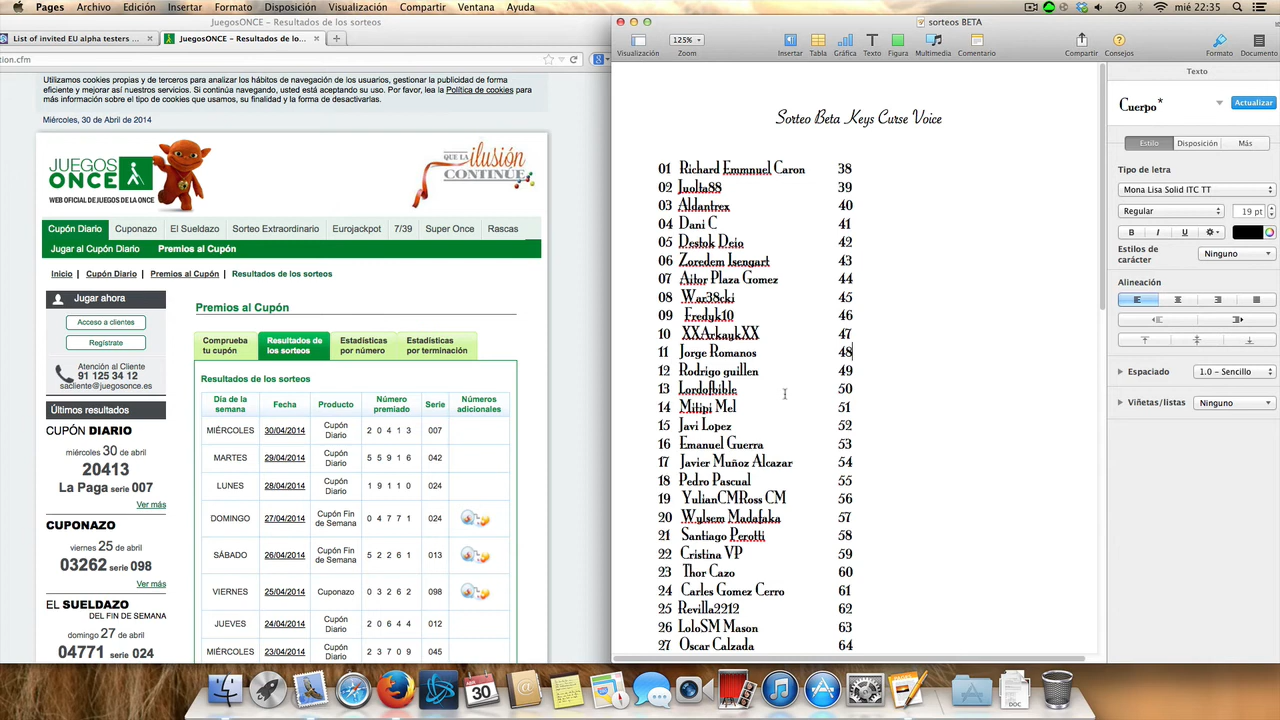 Pages Archivo Edición Insertar Formato Disposición Visualización Compartir Ventana Ayuda
mié 22:35
JuegosONCE – Resultados de los sorteos
List of invited EU alpha testers ...
JuegosONCE – Resultados de lo...
tion.cfm
Utilizamos cookies propias y de terceros para analizar los hábitos de navegación de los usuarios, gestionar la publicidad de forma
eficiente y mejorar así nuestros servicios. Si continúa navegando, usted está aceptando su uso. Por favor, lea la Política de cookies para
más información sobre el tipo de cookies que usamos, su finalidad y la forma de desactivarlas.
Miércoles, 30 de Abril de 2014
JUEGOS
ONCE
WEB OFICIAL DE JUEGOS DE LA ONCE
QUE LA
ilusión
CONTINÚE
Cupón Diario Cuponazo El Sueldazo Sorteo Extraordinario Eurojackpot 7/39 Super Once Rascas
Jugar al Cupón Diario Premios al Cupón
Inicio Cupón Diario Premios al Cupón Resultados de los sorteos
Jugar ahora
Acceso a clientes
Regístrate
Atención al Cliente
91 125 34 12
sacliente@juegosonce.es
Últimos resultados
CUPÓN DIARIO
miércoles 30 de abril
20413
La Paga serie 007
Ver más
CUPONAZO
viernes 25 de abril
03262 serie 098
Ver más
EL SUELDAZO
DEL FIN DE SEMANA
domingo 27 de abril
04771 serie 024
Premios al Cupón
Comprueba tu cupón
Resultados de los sorteos
Estadísticas por número
Estadísticas por terminación
Resultados de los sorteos
Día de la semana Fecha Producto Número premiado Serie Números adicionales
MIÉRCOLES 30/04/2014 Cupón Diario 2 0 4 1 3 007
MARTES 29/04/2014 Cupón Diario 5 5 9 1 6 042
LUNES 28/04/2014 Cupón Diario 1 9 1 1 0 024
DOMINGO 27/04/2014 Cupón Fin de Semana 0 4 7 7 1 024
SÁBADO 26/04/2014 Cupón Fin de Semana 5 2 2 6 1 013
VIERNES 25/04/2014 Cuponazo 0 3 2 6 2 098
JUEVES 24/04/2014 Cupón Diario 2 0 6 4 4 012
MIÉRCOLES 23/04/2014 Cupón 2 3 7 0 9 045
sorteos BETA
125%
Visualización Zoom Insertar Tabla Gráfica Texto Figura Multimedia Comentario Compartir Consejos Formato Documento
Sorteo Beta Keys Curse Voice
01 Richard Emmnuel Caron 38
02 Juolta88 39
03 Aldantrex 40
04 Dani C 41
05 Destok Deio 42
06 Zoredem Isengart 43
07 Aitor Plaza Gomez 44
08 War38cki 45
09 Fredyk10 46
10 XXArkaykXX 47
11 Jorge Romanos 48
12 Rodrigo guillen 49
13 Lordofbible 50
14 Mitipi Mel 51
15 Javi Lopez 52
16 Emanuel Guerra 53
17 Javier Muñoz Alcazar 54
18 Pedro Pascual 55
19 YulianCMRoss CM 56
20 Wylsem Madafaka 57
21 Santiago Perotti 58
22 Cristina VP 59
23 Thor Cazo 60
24 Carles Gomez Cerro 61
25 Revilla2212 62
26 LoloSM Mason 63
27 Oscar Calzada 64
Texto
Cuerpo*
Actualizar
Estilo Disposición Más
Tipo de letra
Mona Lisa Solid ITC TT
Regular 19 pt
B I U
Estilos de carácter
Ninguno
Alineación
Espaciado 1.0 – Sencillo
Viñetas/listas Ninguno
ABR
30
DOC